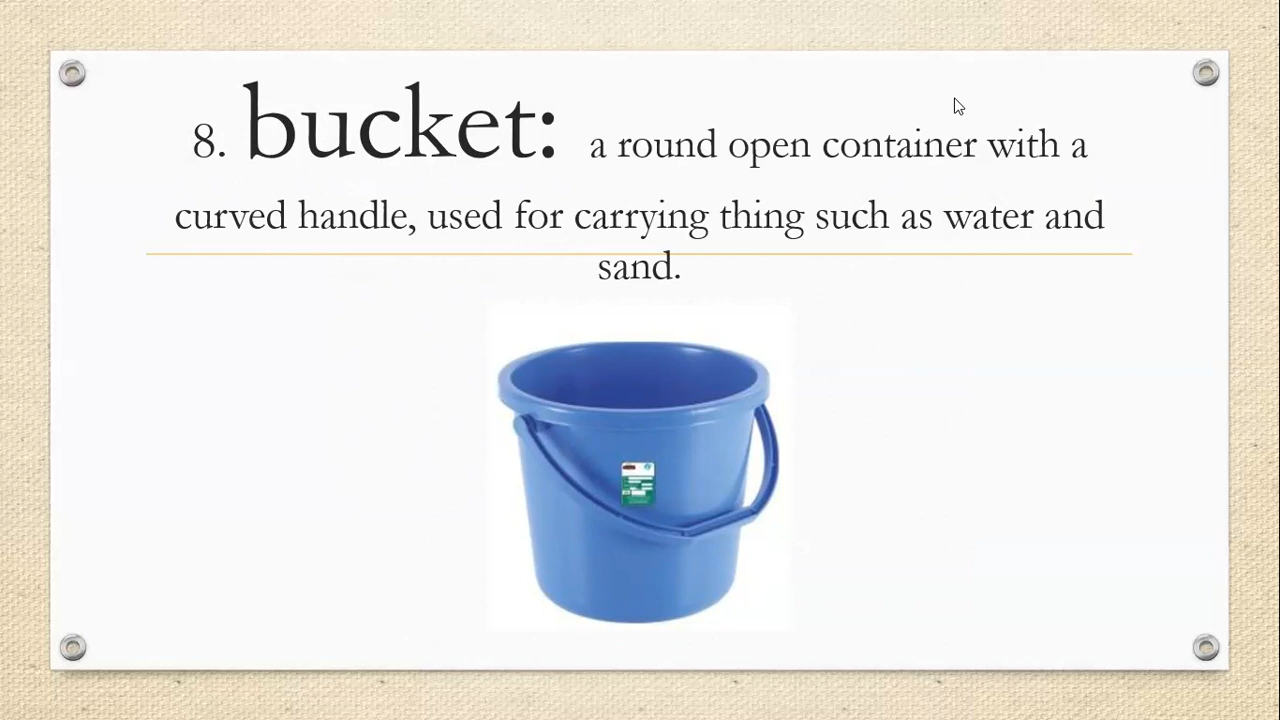 8. bucket: a round open container with a
curved handle, used for carrying thing such as water and
sand.